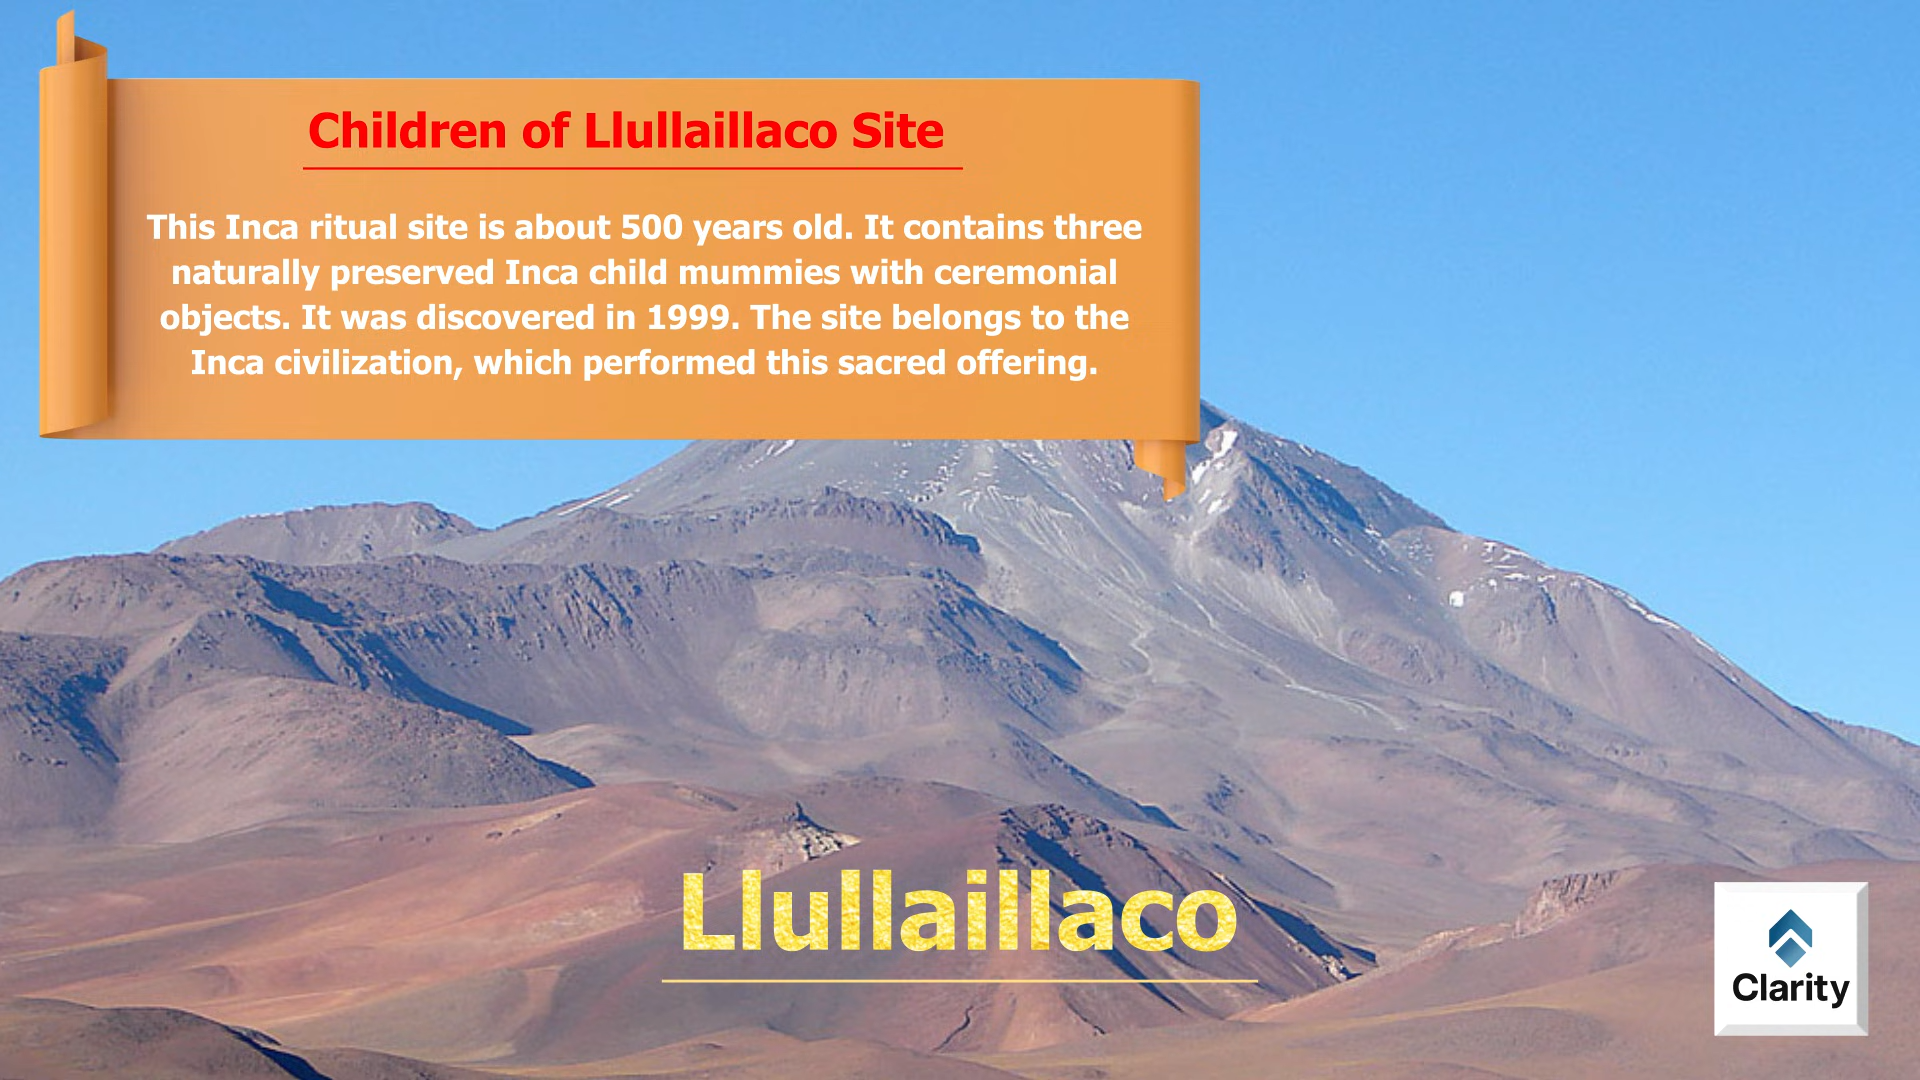 Children of Llullaillaco Site
This Inca ritual site is about 500 years old. It contains three
naturally preserved Inca child mummies with ceremonial
objects. It was discovered in 1999. The site belongs to the
Inca civilization, which performed this sacred offering.
Llullaillaco
Clarity